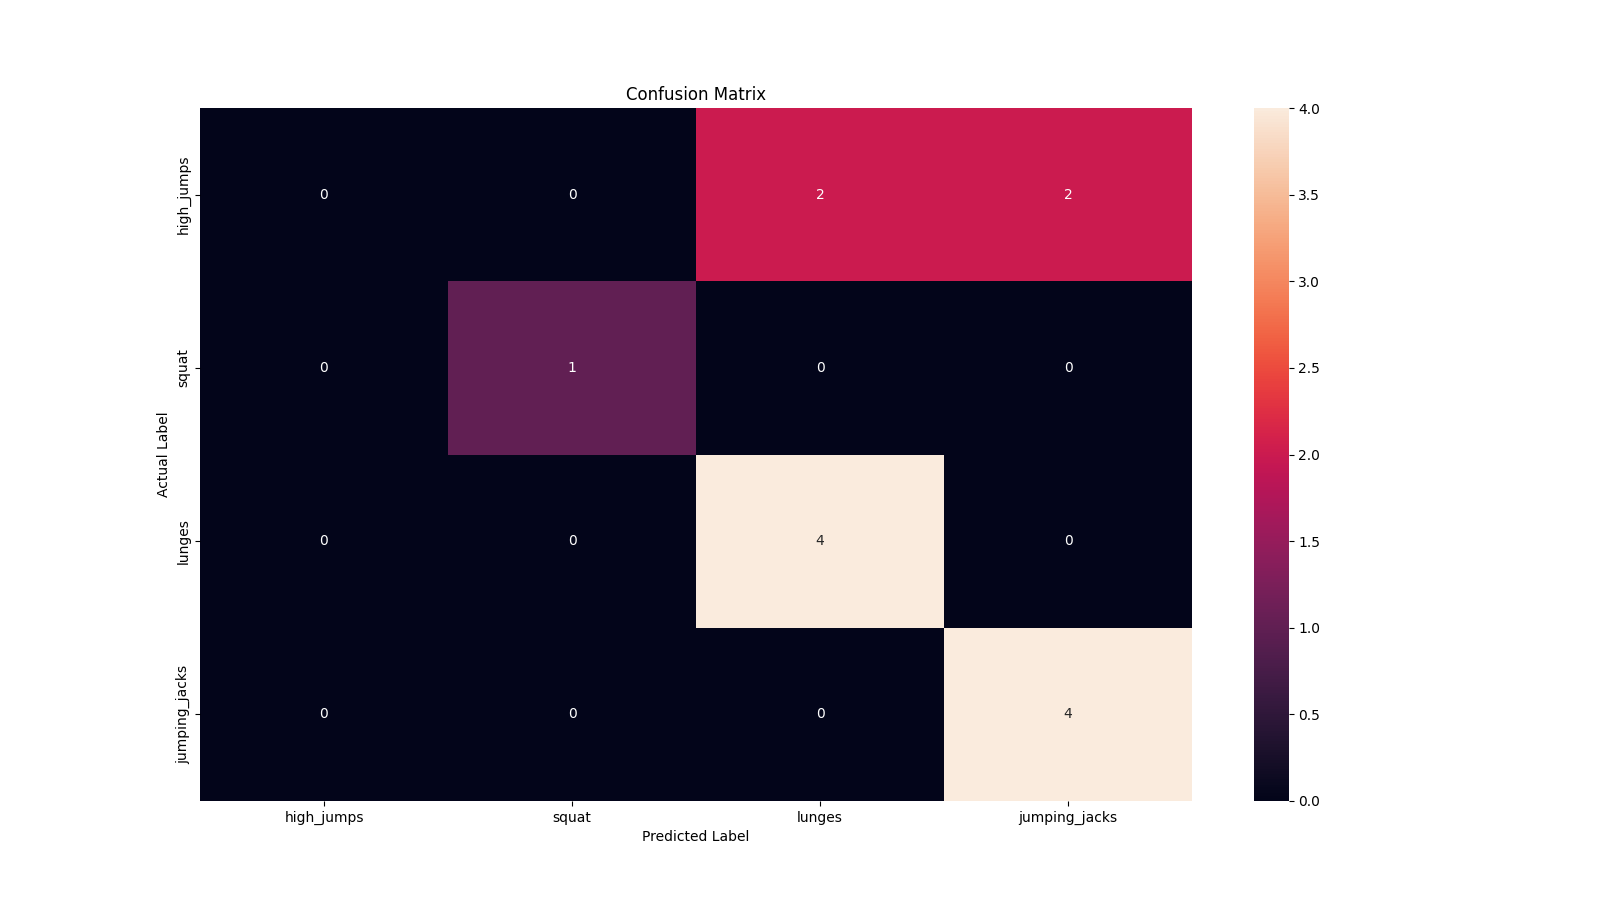 Confusion Matrix
high_jumps
0 0 2 2
squat
0 1 0 0
lunges
0 0 4 0
jumping_jacks
0 0 0 4
Actual Label
high_jumps squat lunges jumping_jacks
Predicted Label
4.0
3.5
3.0
2.5
2.0
1.5
1.0
0.5
0.0